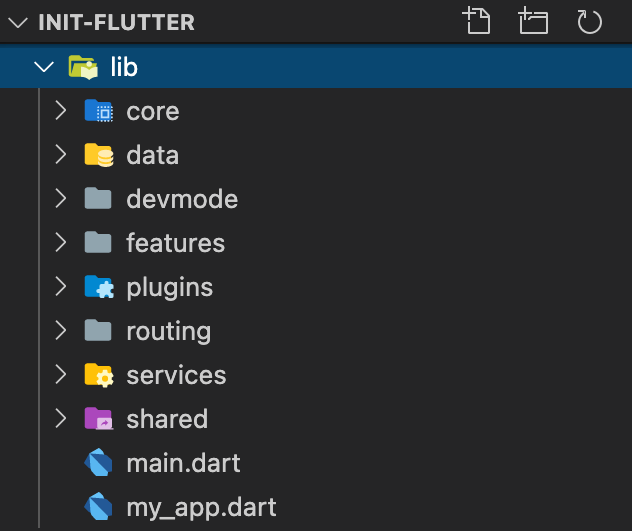 INIT-FLUTTER
lib
core
data
devmode
features
plugins
routing
services
shared
main.dart
my_app.dart